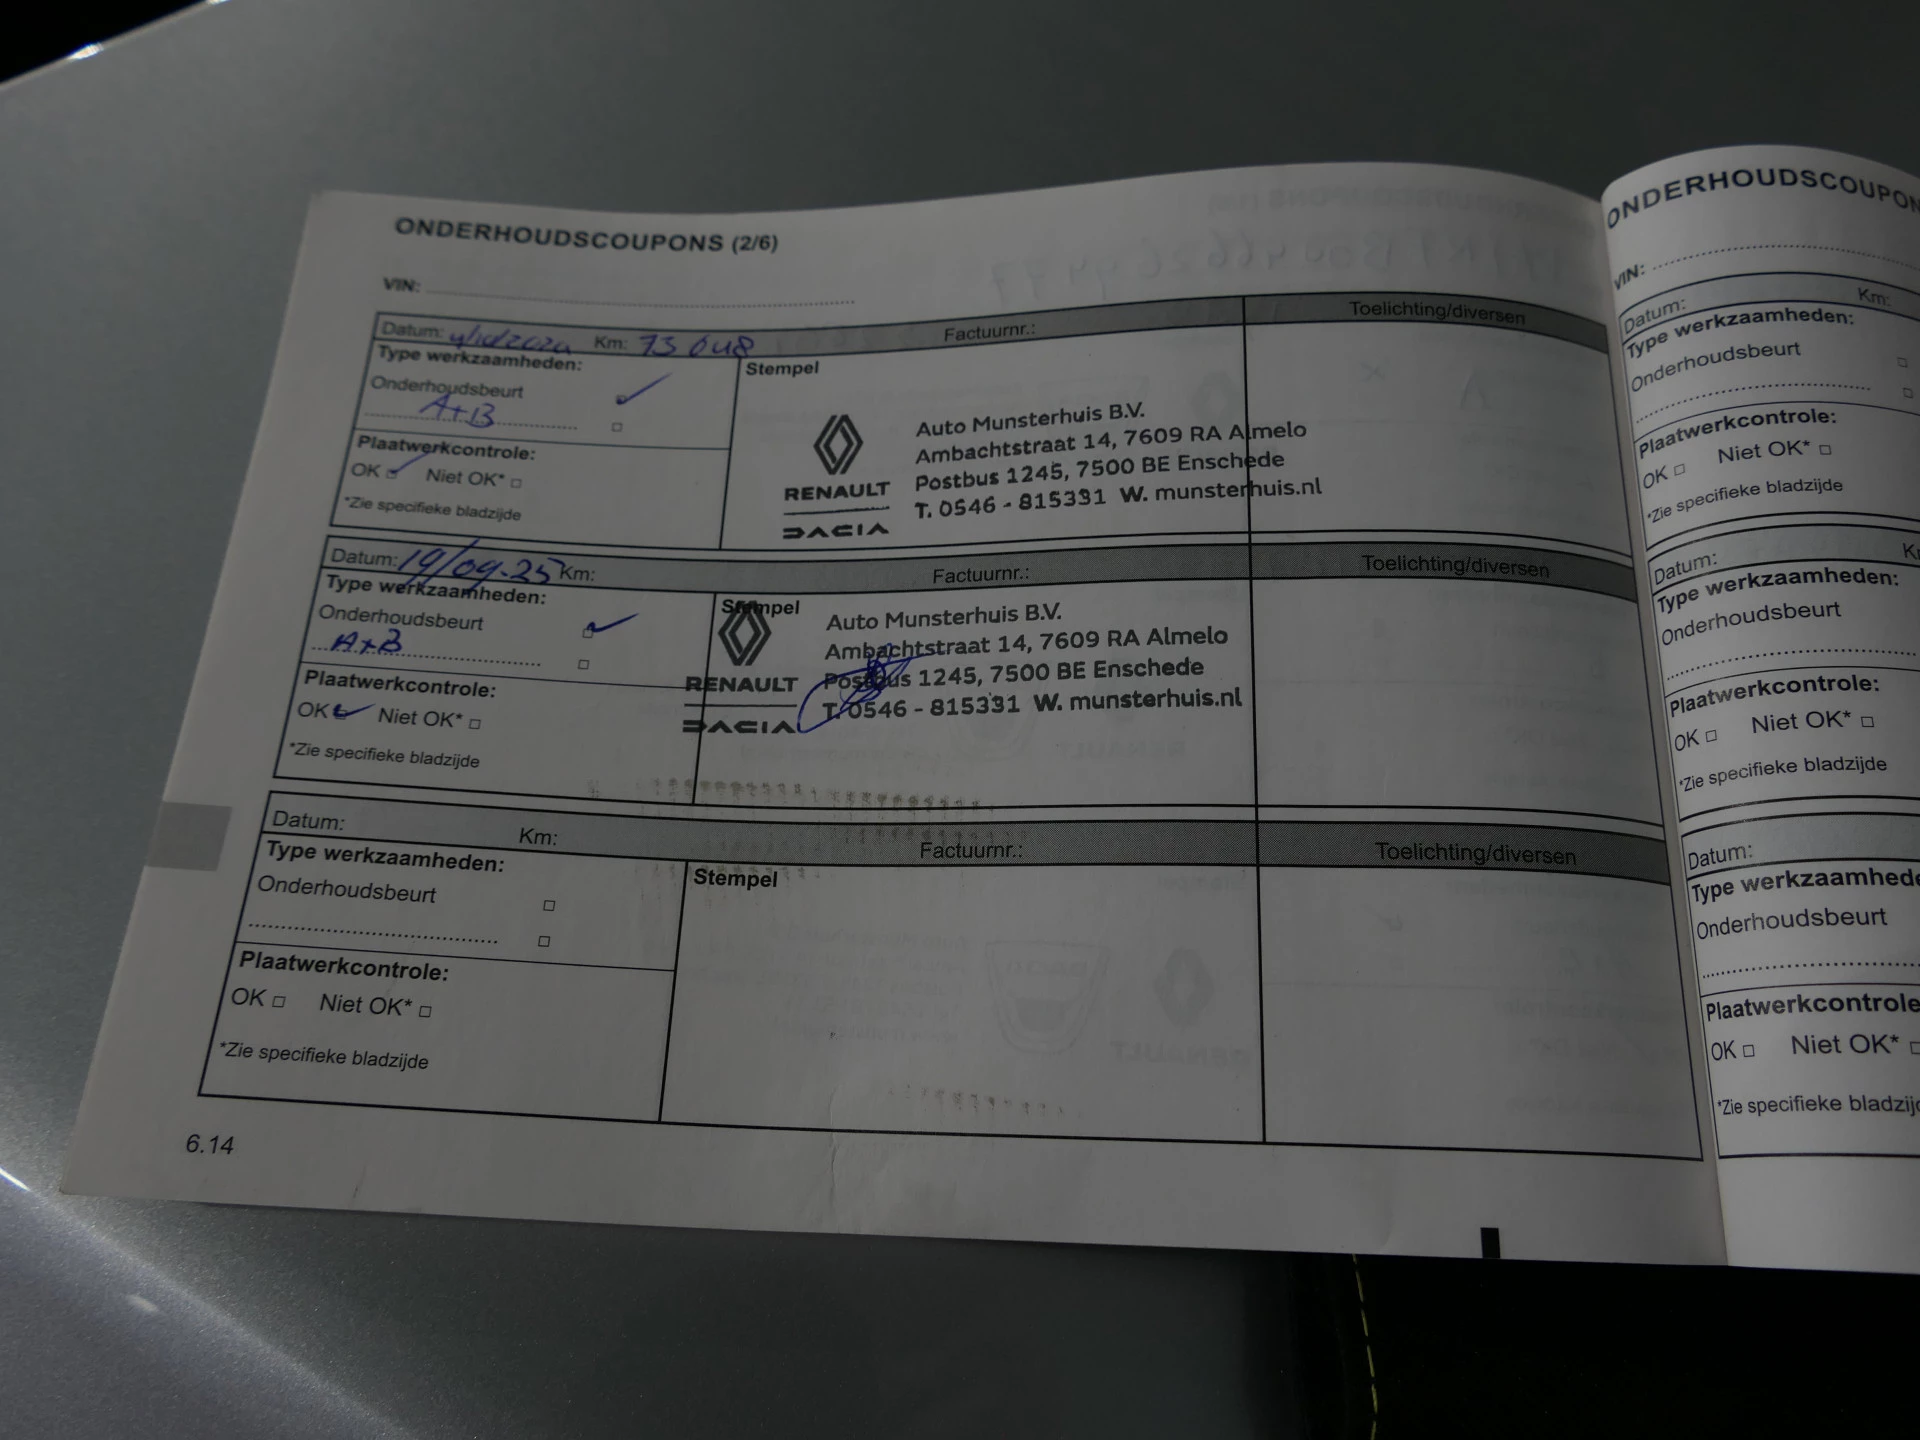 ONDERHOUDSCOUPONS (2/6)
VIN:
Datum: Km: 73 048 Factuurnr.: Toelichting/diversen
Type werkzaamheden:
Stempel
Onderhoudsbeurt
A+B
Plaatwerkcontrole:
OK Niet OK*
*Zie specifieke bladzijde
Auto Munsterhuis B.V.
Ambachtstraat 14, 7609 RA Almelo
Postbus 1245, 7500 BE Enschede
T. 0546 - 815331 W. munsterhuis.nl
RENAULT
DACIA
Datum: 19/09-25 Km: Factuurnr.: Toelichting/diversen
Type werkzaamheden:
Stempel
Onderhoudsbeurt
A+B
Plaatwerkcontrole:
OK Niet OK*
*Zie specifieke bladzijde
Auto Munsterhuis B.V.
Ambachtstraat 14, 7609 RA Almelo
Postbus 1245, 7500 BE Enschede
T. 0546 - 815331 W. munsterhuis.nl
RENAULT
DACIA
Datum: Km: Factuurnr.: Toelichting/diversen
Type werkzaamheden:
Stempel
Onderhoudsbeurt
Plaatwerkcontrole:
OK Niet OK*
*Zie specifieke bladzijde
6.14
ONDERHOUDSCOUPON
VIN:
Datum: Km:
Type werkzaamheden:
Onderhoudsbeurt
Plaatwerkcontrole:
OK Niet OK*
*Zie specifieke bladzijde
Datum:
Type werkzaamheden:
Onderhoudsbeurt
Plaatwerkcontrole:
OK Niet OK*
*Zie specifieke bladzijde
Datum:
Type werkzaamhede
Onderhoudsbeurt
Plaatwerkcontrole
OK Niet OK*
*Zie specifieke bladzij